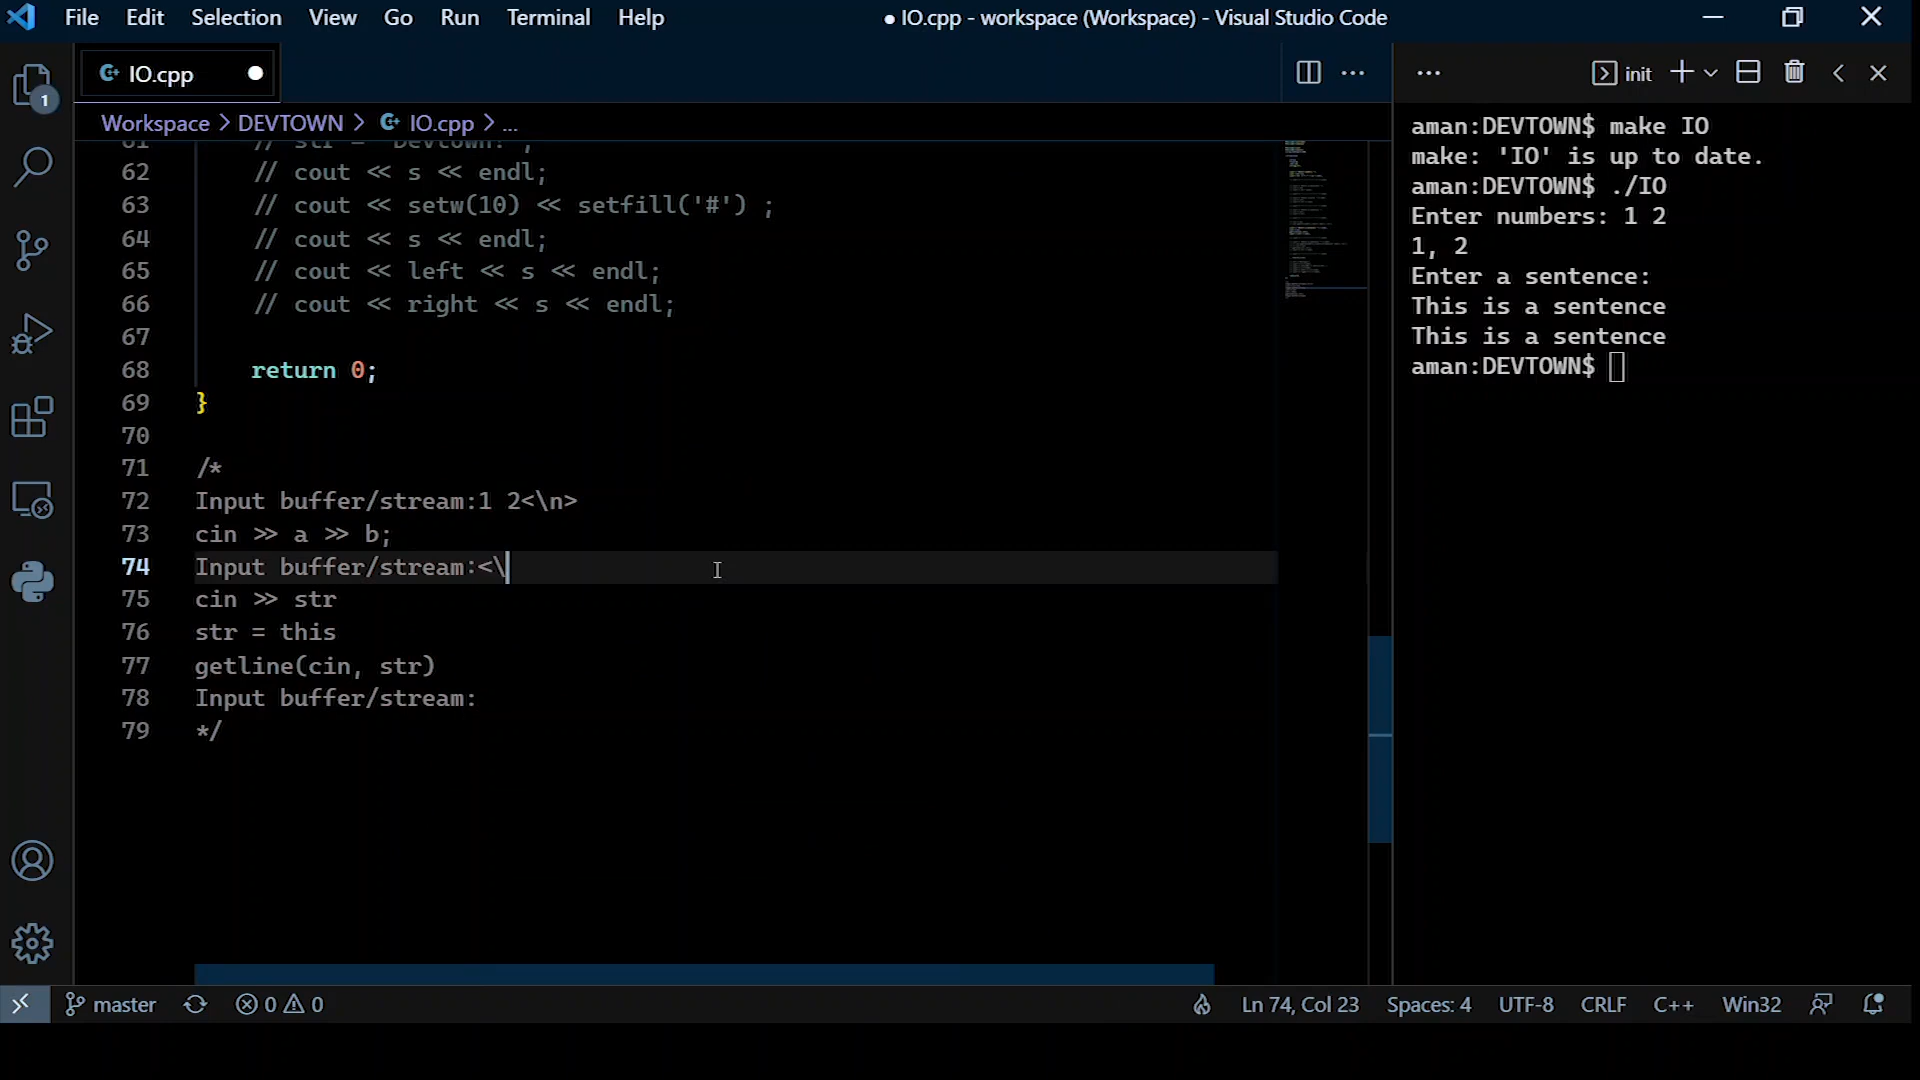 File Edit Selection View Go Run Terminal Help
● IO.cpp - workspace (Workspace) - Visual Studio Code
IO.cpp
Workspace > DEVTOWN > IO.cpp > ...
61 // str = "Devtown!";
62 // cout << s << endl;
63 // cout << setw(10) << setfill('#') ;
64 // cout << s << endl;
65 // cout << left << s << endl;
66 // cout << right << s << endl;
67
68 return 0;
69 }
70
71 /*
72 Input buffer/stream:1 2<\n>
73 cin >> a >> b;
74 Input buffer/stream:<\
75 cin >> str
76 str = this
77 getline(cin, str)
78 Input buffer/stream:
79 */
init
aman:DEVTOWN$ make IO
make: 'IO' is up to date.
aman:DEVTOWN$ ./IO
Enter numbers: 1 2
1, 2
Enter a sentence:
This is a sentence
This is a sentence
aman:DEVTOWN$
1
master 0 0 Ln 74, Col 23 Spaces: 4 UTF-8 CRLF C++ Win32